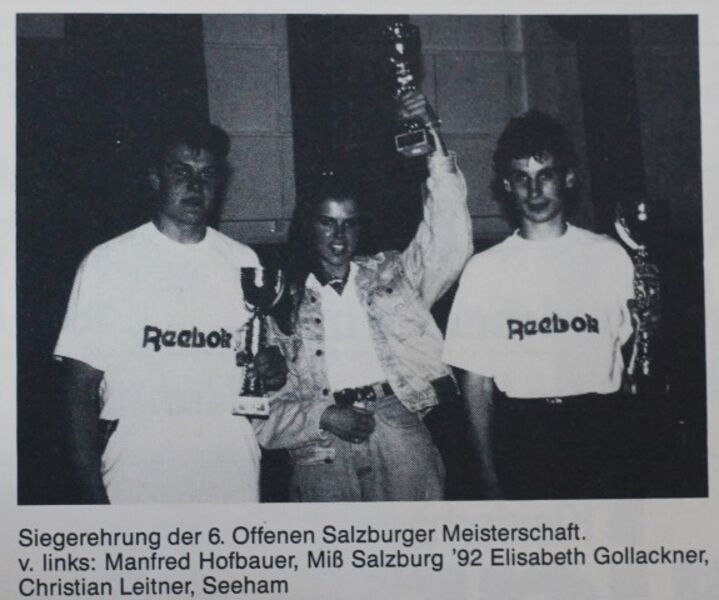 Reebok
Reebok
Siegerehrung der 6. Offenen Salzburger Meisterschaft.
v. links: Manfred Hofbauer, Miß Salzburg '92 Elisabeth Gollackner,
Christian Leitner, Seeham